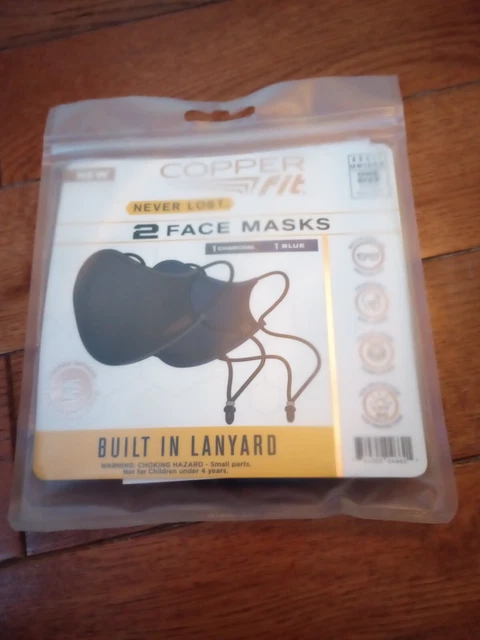 NEW
COPPER
Fit
NEVER LOST.
2 FACE MASKS
1 CHARCOAL 1 BLUE
BUILT IN LANYARD
WARNING: CHOKING HAZARD - Small parts.
Not for Children under 4 years.